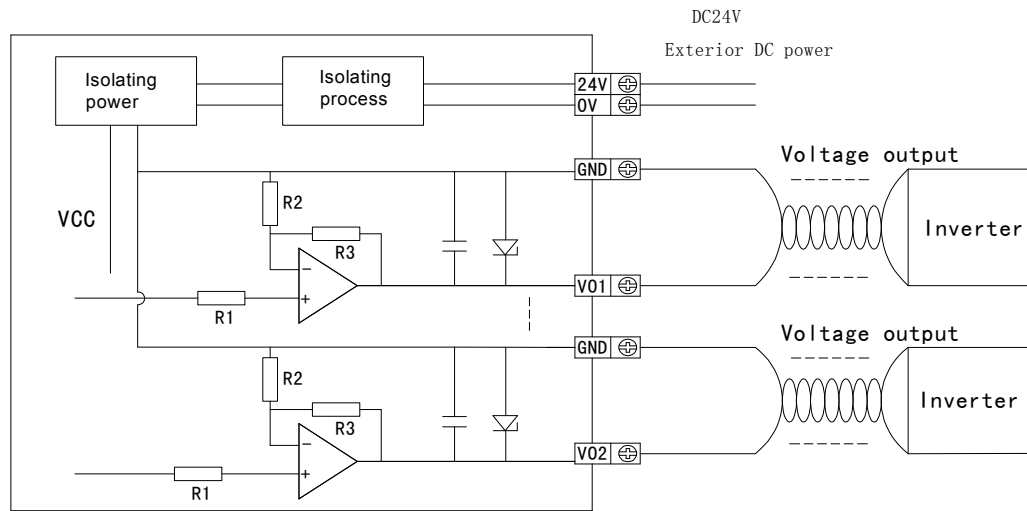 DC24V
Exterior DC power
Isolating
power
Isolating
process
24V
0V
GND
Voltage output
R2
VCC
R3
Inverter
-
+
VO1
R1
Voltage output
GND
R2
R3
Inverter
-
+
VO2
R1